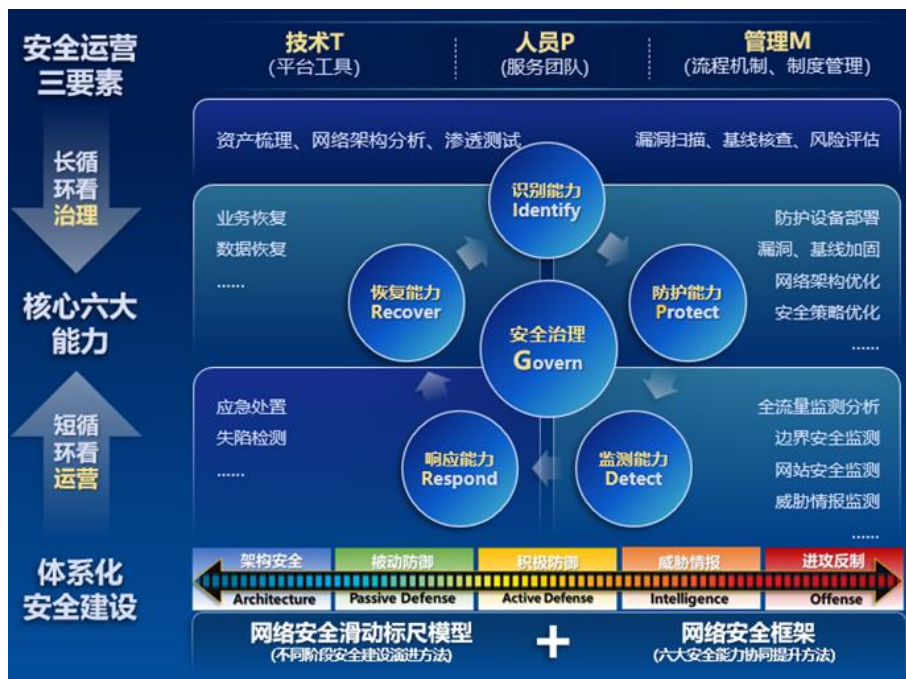 安全运营
三要素
技术T
(平台工具)
人员P
(服务团队)
管理M
(流程机制、制度管理)
长循
环看
治理
核心六大
能力
短循
环看
运营
资产梳理、网络架构分析、渗透测试
漏洞扫描、基线核查、风险评估
识别能力
Identify
业务恢复
数据恢复
......
恢复能力
Recover
防护能力
Protect
防护设备部署
漏洞、基线加固
网络架构优化
安全策略优化
......
安全治理
Govern
应急处置
失陷检测
......
响应能力
Respond
监测能力
Detect
全流量监测分析
边界安全监测
网站安全监测
威胁情报监测
......
体系化
安全建设
架构安全
被动防御
积极防御
威胁情报
进攻反制
Architecture
Passive Defense
Active Defense
Intelligence
Offense
网络安全滑动标尺模型
(不同阶段安全建设演进方法)
+
网络安全框架
(六大安全能力协同提升方法)